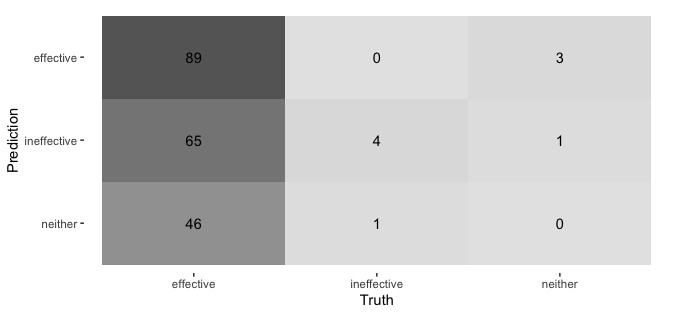 effective 89 0 3
Prediction
ineffective 65 4 1
neither 46 1 0
effective ineffective neither
Truth